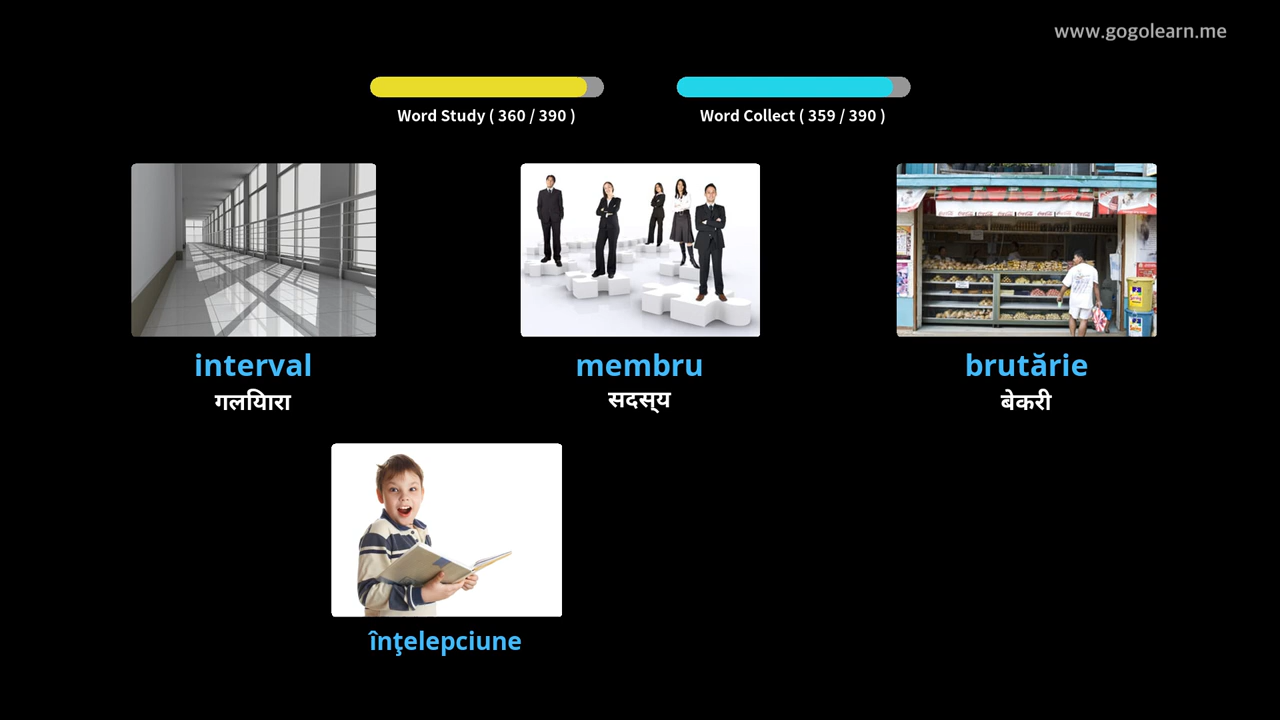 www.gogolearn.me
Word Study ( 360 / 390 )
Word Collect ( 359 / 390 )
interval
membru
brutărie
गलियारा
सदस्य
बेकरी
înţelepciune